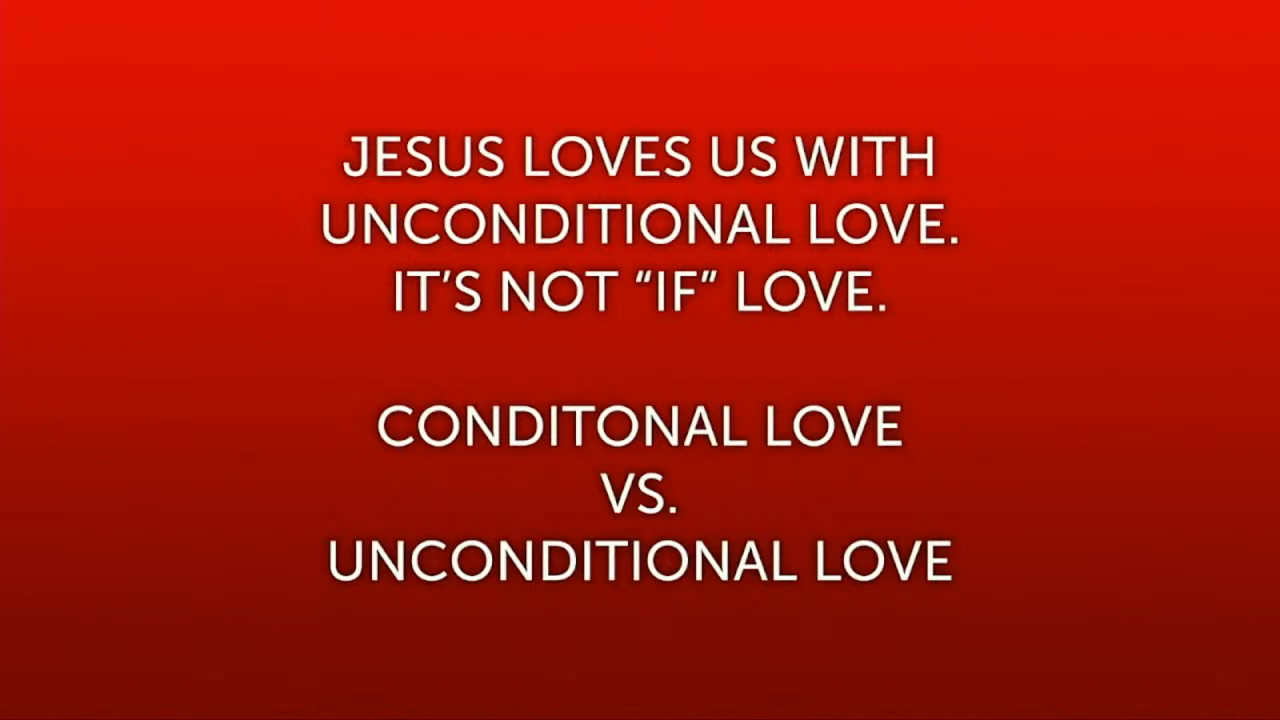 JESUS LOVES US WITH
UNCONDITIONAL LOVE.
IT’S NOT “IF” LOVE.
CONDITONAL LOVE
VS.
UNCONDITIONAL LOVE